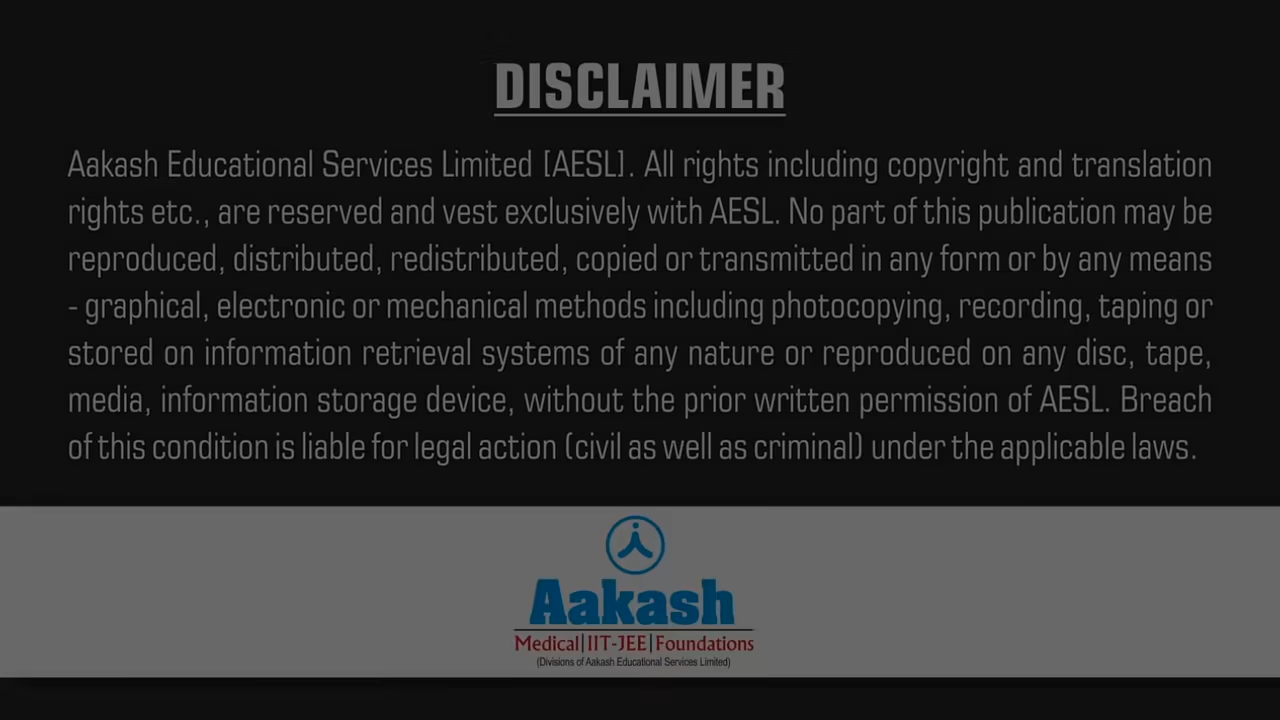 DISCLAIMER
Aakash Educational Services Limited [AESL]. All rights including copyright and translation
rights etc., are reserved and vest exclusively with AESL. No part of this publication may be
reproduced, distributed, redistributed, copied or transmitted in any form or by any means
- graphical, electronic or mechanical methods including photocopying, recording, taping or
stored on information retrieval systems of any nature or reproduced on any disc, tape,
media, information storage device, without the prior written permission of AESL. Breach
of this condition is liable for legal action (civil as well as criminal) under the applicable laws.
Aakash
Medical|IIT-JEE|Foundations
(Divisions of Aakash Educational Services Limited)